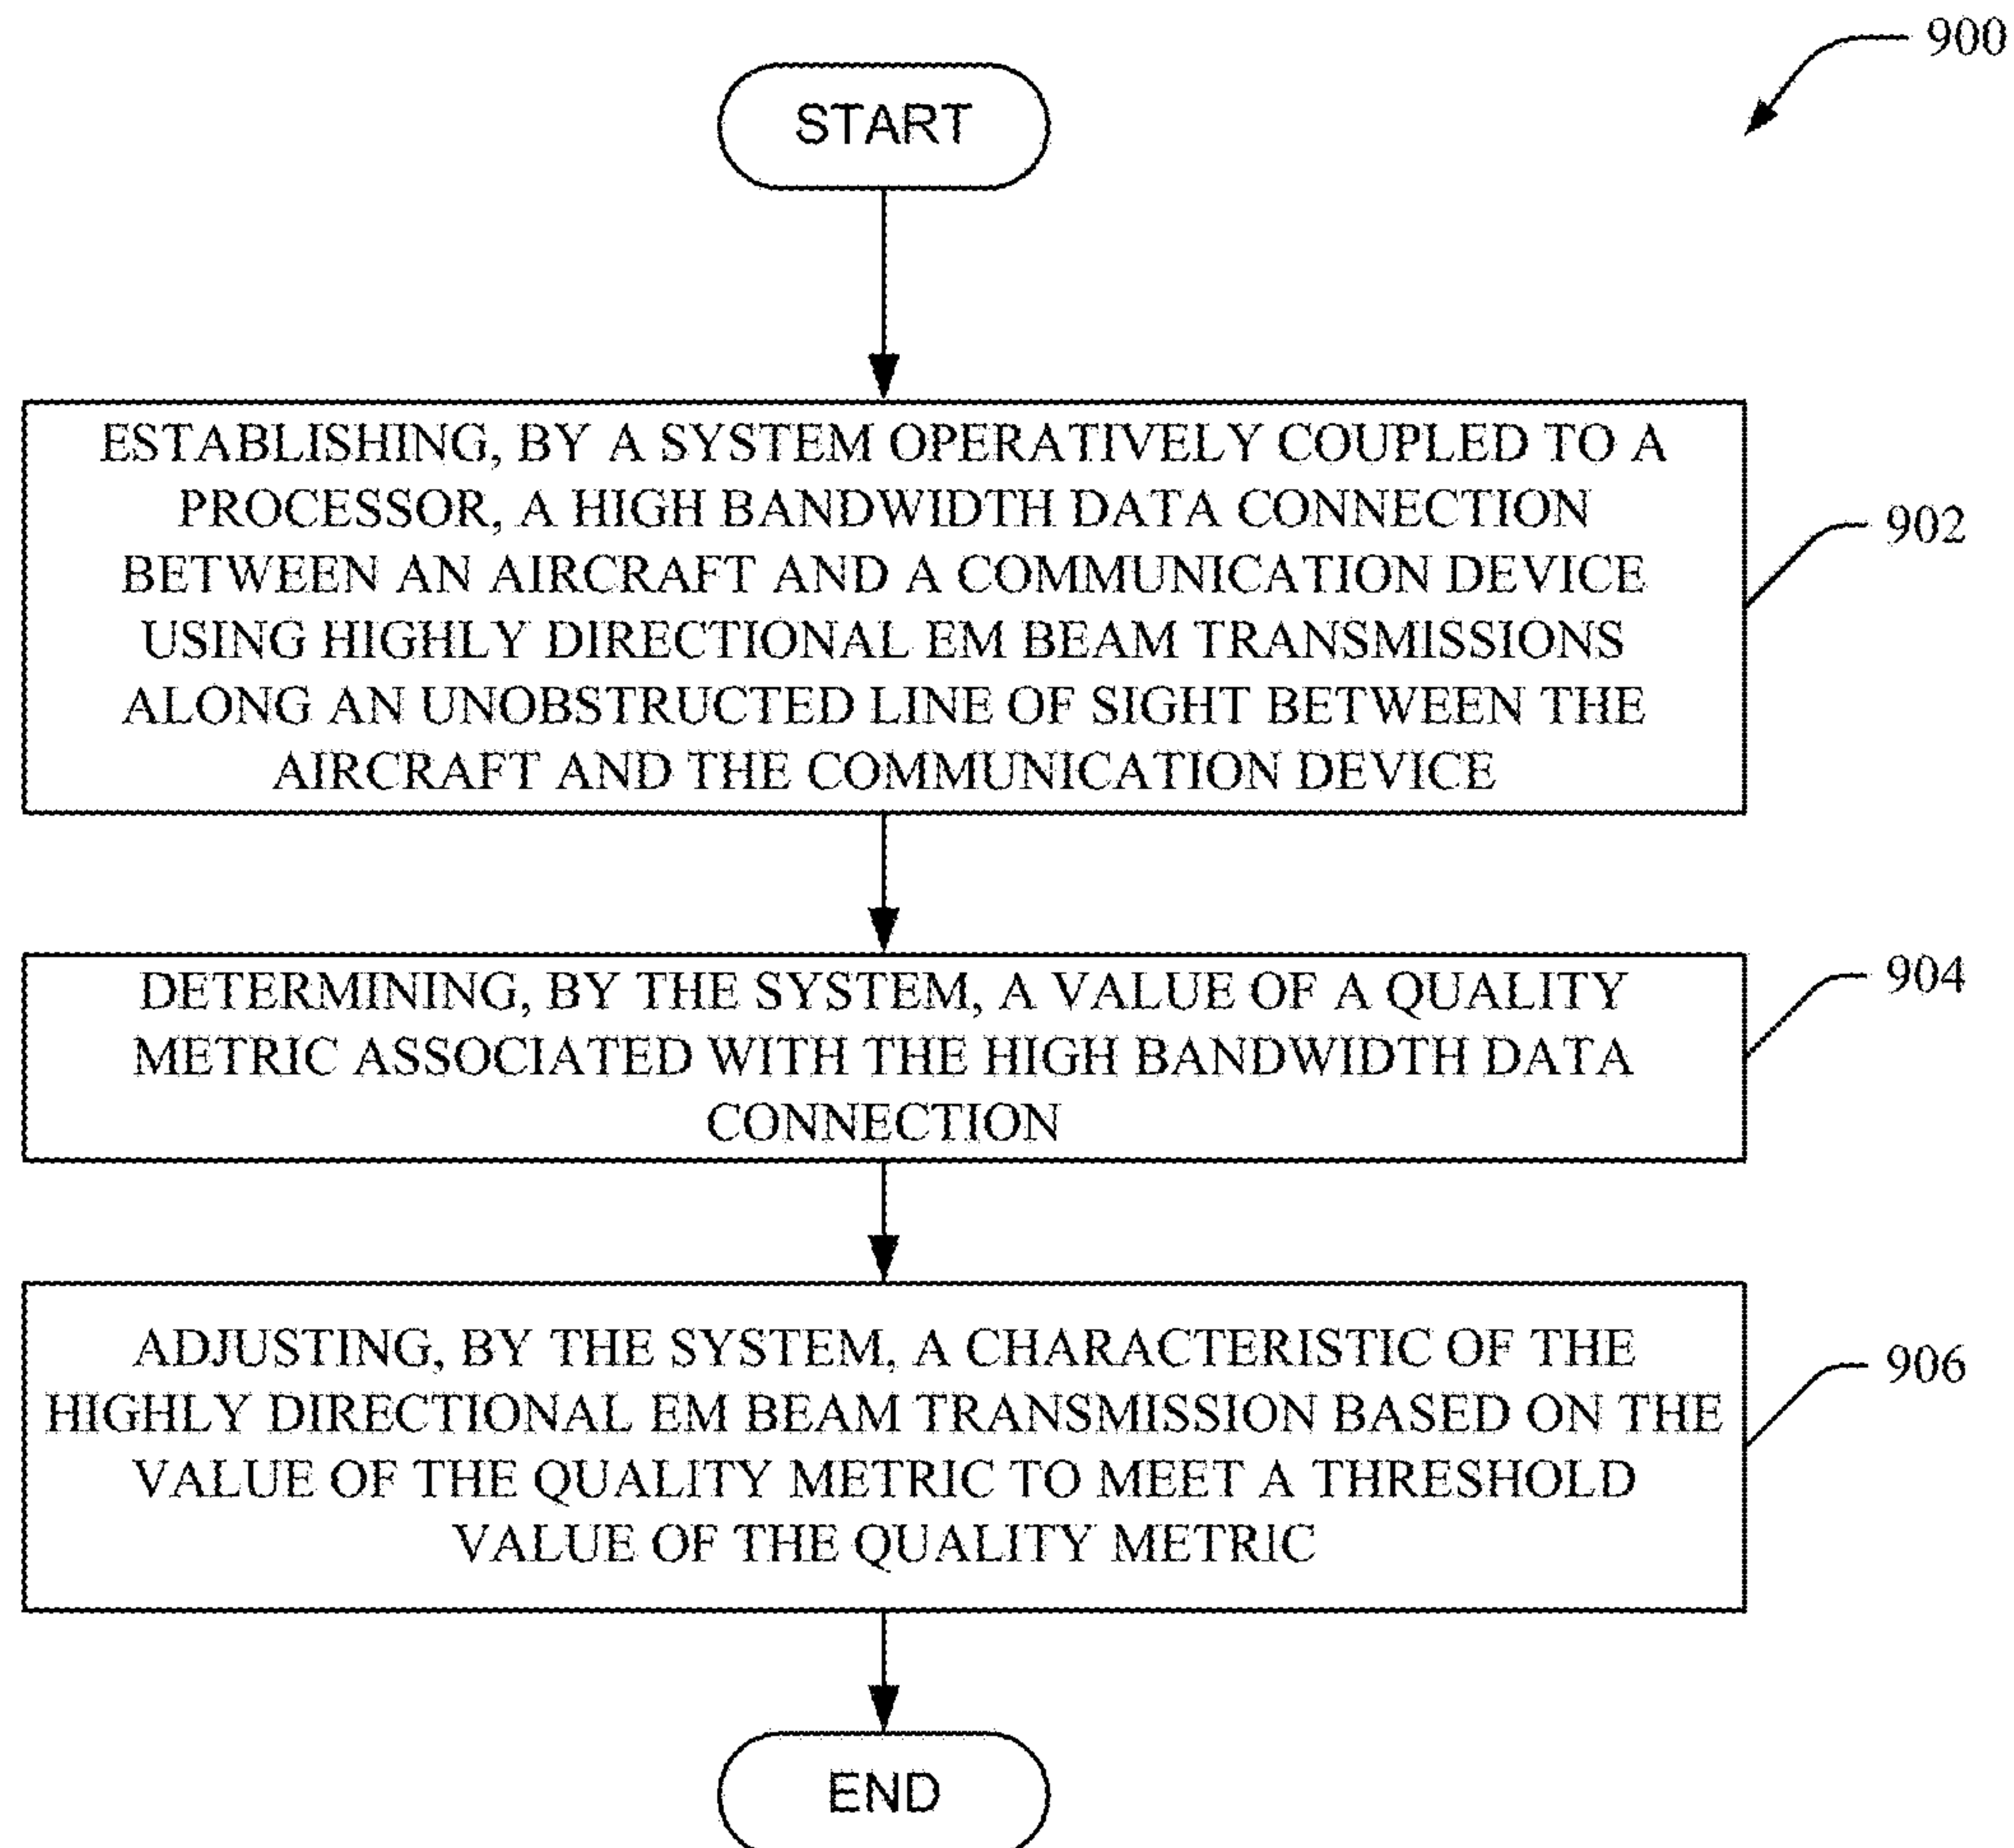 900
START
ESTABLISHING, BY A SYSTEM OPERATIVELY COUPLED TO A
PROCESSOR, A HIGH BANDWIDTH DATA CONNECTION
BETWEEN AN AIRCRAFT AND A COMMUNICATION DEVICE
USING HIGHLY DIRECTIONAL EM BEAM TRANSMISSIONS
ALONG AN UNOBSTRUCTED LINE OF SIGHT BETWEEN THE
AIRCRAFT AND THE COMMUNICATION DEVICE
902
DETERMINING, BY THE SYSTEM, A VALUE OF A QUALITY
METRIC ASSOCIATED WITH THE HIGH BANDWIDTH DATA
CONNECTION
904
ADJUSTING, BY THE SYSTEM, A CHARACTERISTIC OF THE
HIGHLY DIRECTIONAL EM BEAM TRANSMISSION BASED ON THE
VALUE OF THE QUALITY METRIC TO MEET A THRESHOLD
VALUE OF THE QUALITY METRIC
906
END